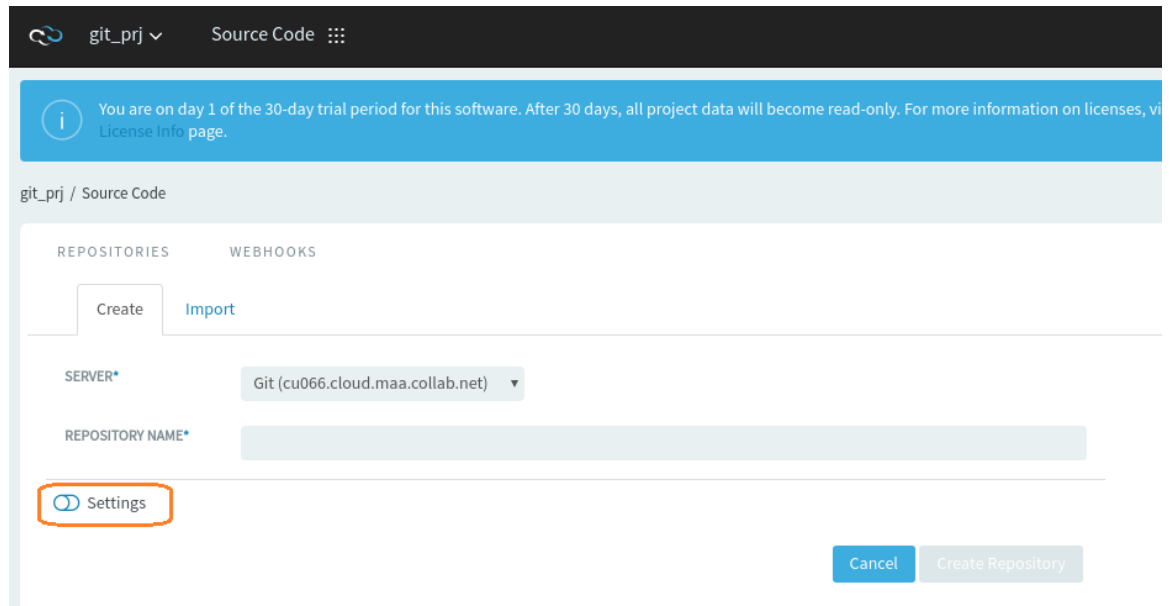 git_prj Source Code
You are on day 1 of the 30-day trial period for this software. After 30 days, all project data will become read-only. For more information on licenses, vi
License Info page.
git_prj / Source Code
REPOSITORIES WEBHOOKS
Create Import
SERVER* Git (cu066.cloud.maa.collab.net)
REPOSITORY NAME*
Settings
Cancel Create Repository